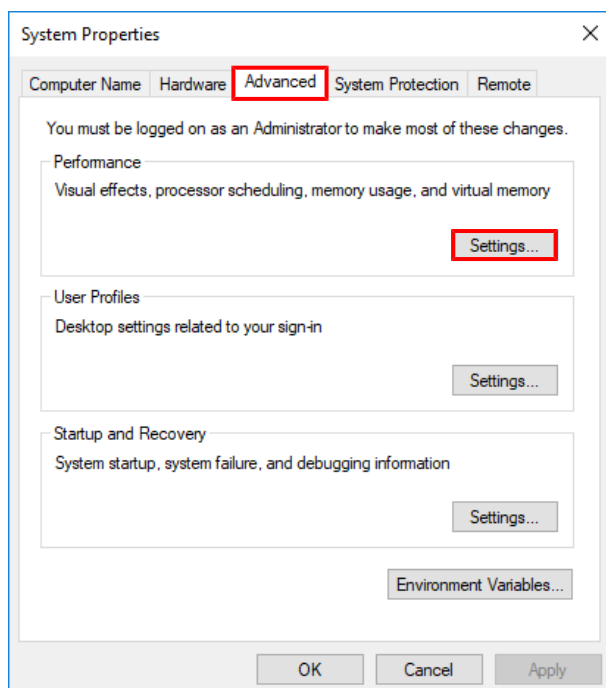 System Properties
Computer Name Hardware Advanced System Protection Remote
You must be logged on as an Administrator to make most of these changes.
Performance
Visual effects, processor scheduling, memory usage, and virtual memory
Settings...
User Profiles
Desktop settings related to your sign-in
Settings...
Startup and Recovery
System startup, system failure, and debugging information
Settings...
Environment Variables...
OK Cancel Apply